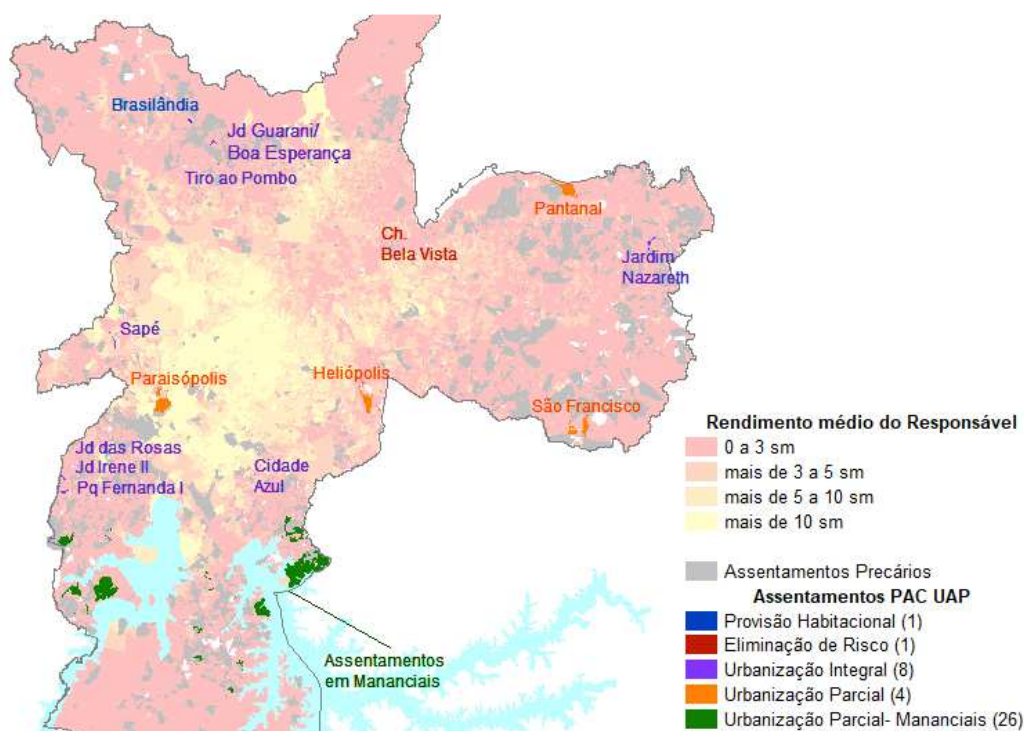 Brasilândia
Jd Guarani/
Boa Esperança
Tiro ao Pombo
Pantanal
Ch.
Bela Vista
Jardim
Nazareth
Sapé
Paraisópolis
Heliópolis
São Francisco
Jd das Rosas
Jd Irene II
Pq Fernanda I
Cidade
Azul
Assentamentos
em Mananciais
Rendimento médio do Responsável
0 a 3 sm
mais de 3 a 5 sm
mais de 5 a 10 sm
mais de 10 sm
Assentamentos Precários
Assentamentos PAC UAP
Provisão Habitacional (1)
Eliminação de Risco (1)
Urbanização Integral (8)
Urbanização Parcial (4)
Urbanização Parcial- Mananciais (26)